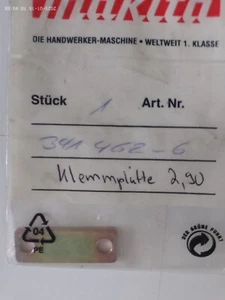 makita
DIE HANDWERKER-MASCHINE • WELTWEIT 1. KLASSE
Stück 1 Art. Nr.
341 462-6
Klemmplatte 2,90
04
PE
DER GRÜNE PUNKT